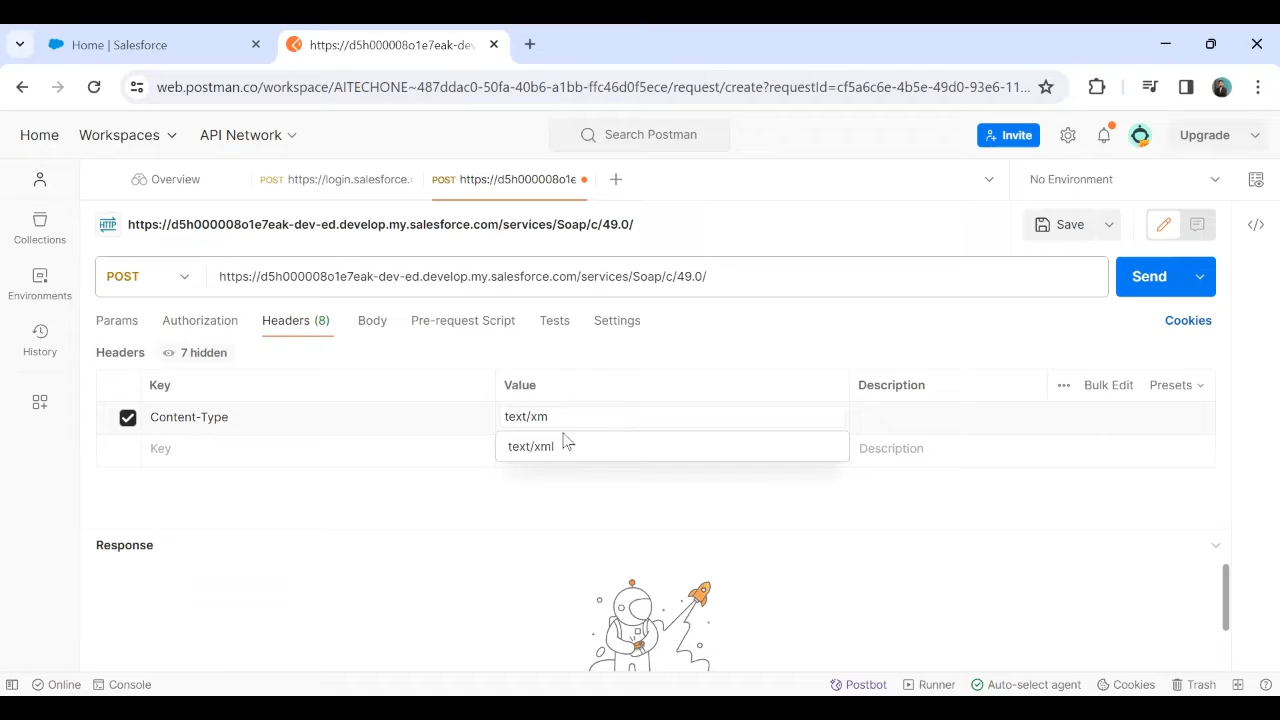 Home | Salesforce
https://d5h000008o1e7eak-dev
web.postman.co/workspace/AITECHONE~487ddac0-50fa-40b6-a1bb-ffc46d0f5ece/request/create?requestId=cf5a6c6e-4b5e-49d0-93e6-11...
Home Workspaces API Network Search Postman Invite Upgrade
Overview POST https://login.salesforce. POST https://d5h000008o1e No Environment
HTTP https://d5h000008o1e7eak-dev-ed.develop.my.salesforce.com/services/Soap/c/49.0/ Save
Collections
POST https://d5h000008o1e7eak-dev-ed.develop.my.salesforce.com/services/Soap/c/49.0/ Send
Environments
Params Authorization Headers (8) Body Pre-request Script Tests Settings Cookies
History
Headers 7 hidden
Key Value Description Bulk Edit Presets
Content-Type text/xm
Key text/xml Description
Response
Online Console Postbot Runner Auto-select agent Cookies Trash